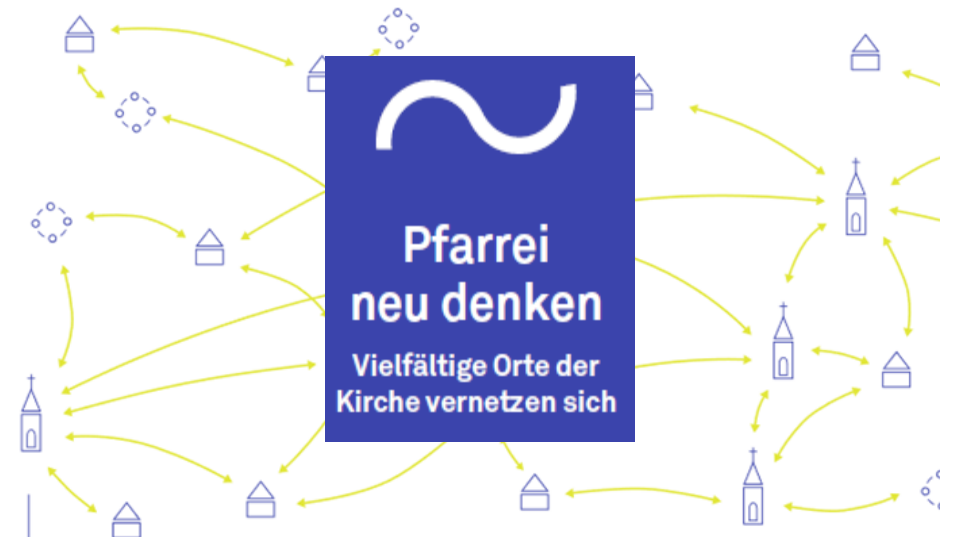 Pfarrei
neu denken
Vielfältige Orte der
Kirche vernetzen sich